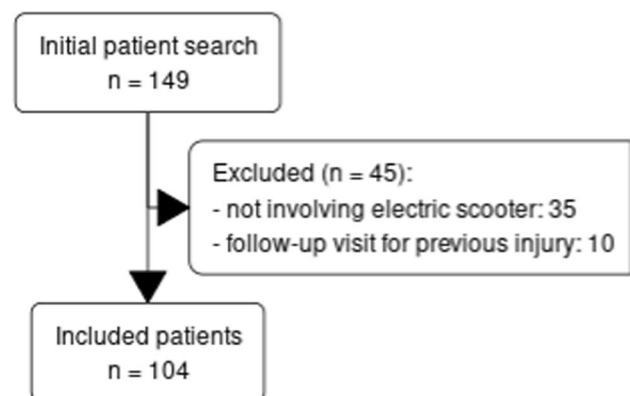 Initial patient search
n = 149
Excluded (n = 45):
- not involving electric scooter: 35
- follow-up visit for previous injury: 10
Included patients
n = 104